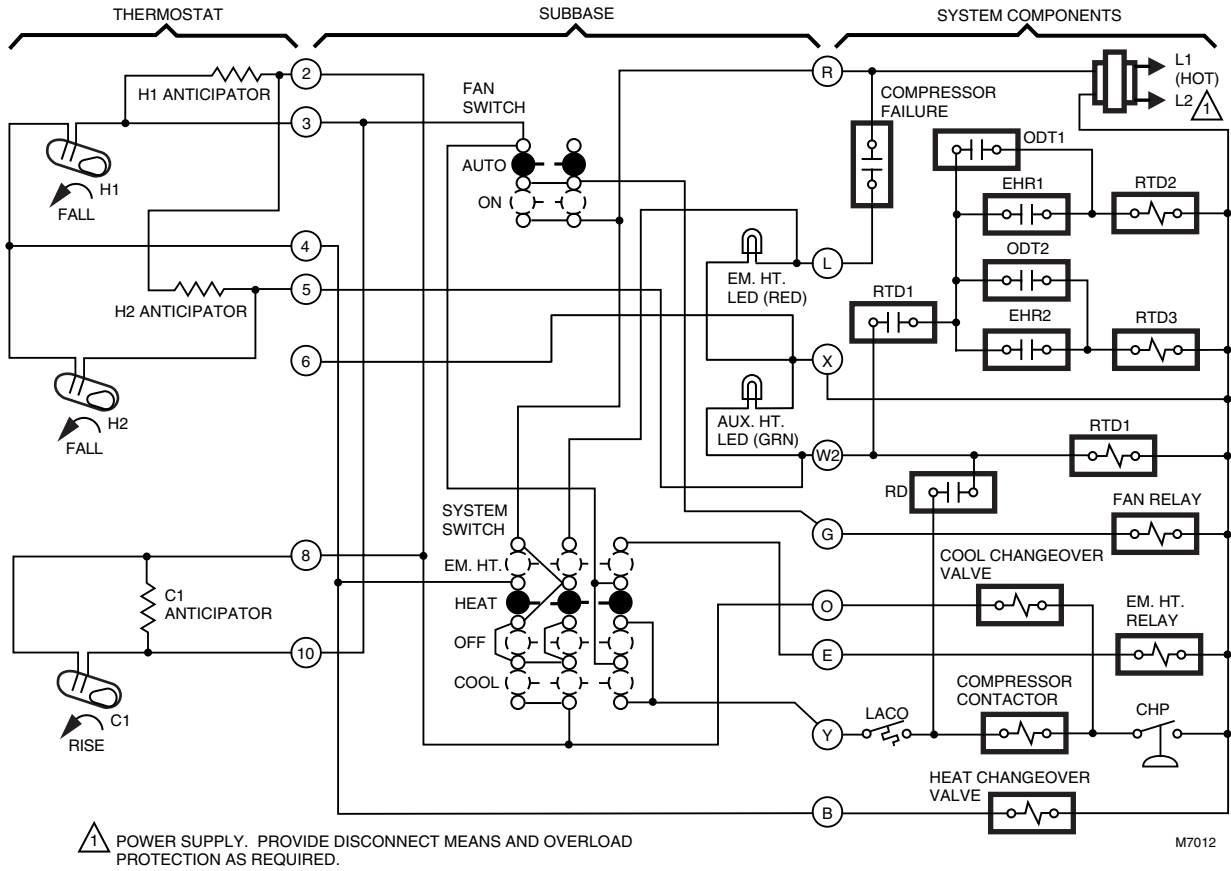 THERMOSTAT
SUBBASE
SYSTEM COMPONENTS
2
R
L1
(HOT)
L2
1
H1 ANTICIPATOR
FAN
SWITCH
COMPRESSOR
FAILURE
3
ODT1
AUTO
H1
FALL
ON
EHR1
RTD2
4
ODT2
L
EM. HT.
LED (RED)
5
H2 ANTICIPATOR
RTD1
EHR2
RTD3
6
X
H2
FALL
AUX. HT.
LED (GRN)
W2
RTD1
RD
SYSTEM
SWITCH
FAN RELAY
G
8
EM. HT.
COOL CHANGEOVER
VALVE
C1
ANTICIPATOR
HEAT
O
EM. HT.
RELAY
OFF
10
E
COOL
COMPRESSOR
CONTACTOR
C1
RISE
Y
LACO
CHP
HEAT CHANGEOVER
VALVE
B
1 POWER SUPPLY. PROVIDE DISCONNECT MEANS AND OVERLOAD
PROTECTION AS REQUIRED.
M7012